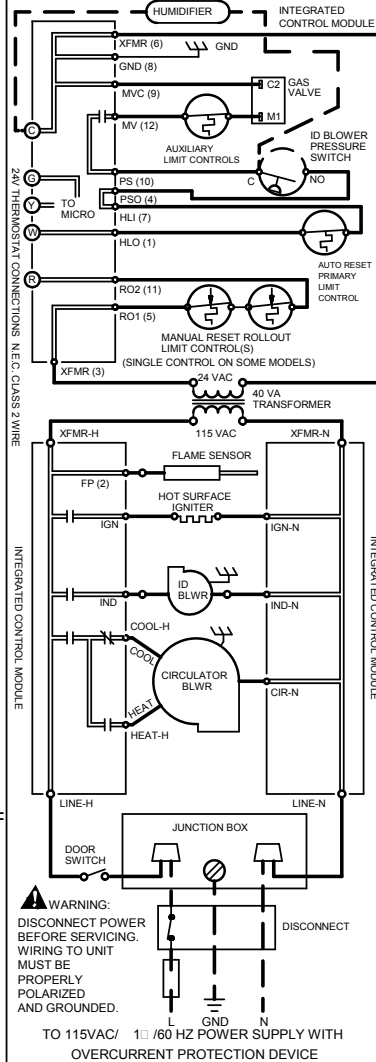 HUMIDIFIER
INTEGRATED
CONTROL MODULE
XFMR (6)
GND
GND (8)
MVC (9)
C2
GAS
VALVE
M1
MV (12)
C
AUXILIARY
LIMIT CONTROLS
ID BLOWER
PRESSURE
SWITCH
PS (10)
C
NO
G
PSO (4)
Y
TO
MICRO
HLI (7)
W
HLO (1)
AUTO RESET
PRIMARY
LIMIT
CONTROL
R
RO2 (11)
RO1 (5)
MANUAL RESET ROLLOUT
LIMIT CONTROL(S)
(SINGLE CONTROL ON SOME MODELS)
24V THERMOSTAT CONNECTIONS N.E.C. CLASS 2 WIRE
XFMR (3)
24 VAC
40 VA
TRANSFORMER
115 VAC
XFMR-H
XFMR-N
FLAME SENSOR
FP (2)
HOT SURFACE
IGNITER
IGN
IGN-N
ID
BLWR
IND
IND-N
COOL-H
COOL
CIRCULATOR
BLWR
CIR-N
HEAT
HEAT-H
INTEGRATED CONTROL MODULE
INTEGRATED CONTROL MODULE
LINE-H
LINE-N
JUNCTION BOX
DOOR
SWITCH
WARNING:
DISCONNECT POWER
BEFORE SERVICING.
WIRING TO UNIT
MUST BE
PROPERLY
POLARIZED
AND GROUNDED.
DISCONNECT
L
GND
N
TO 115VAC/ 1□ /60 HZ POWER SUPPLY WITH
OVERCURRENT PROTECTION DEVICE